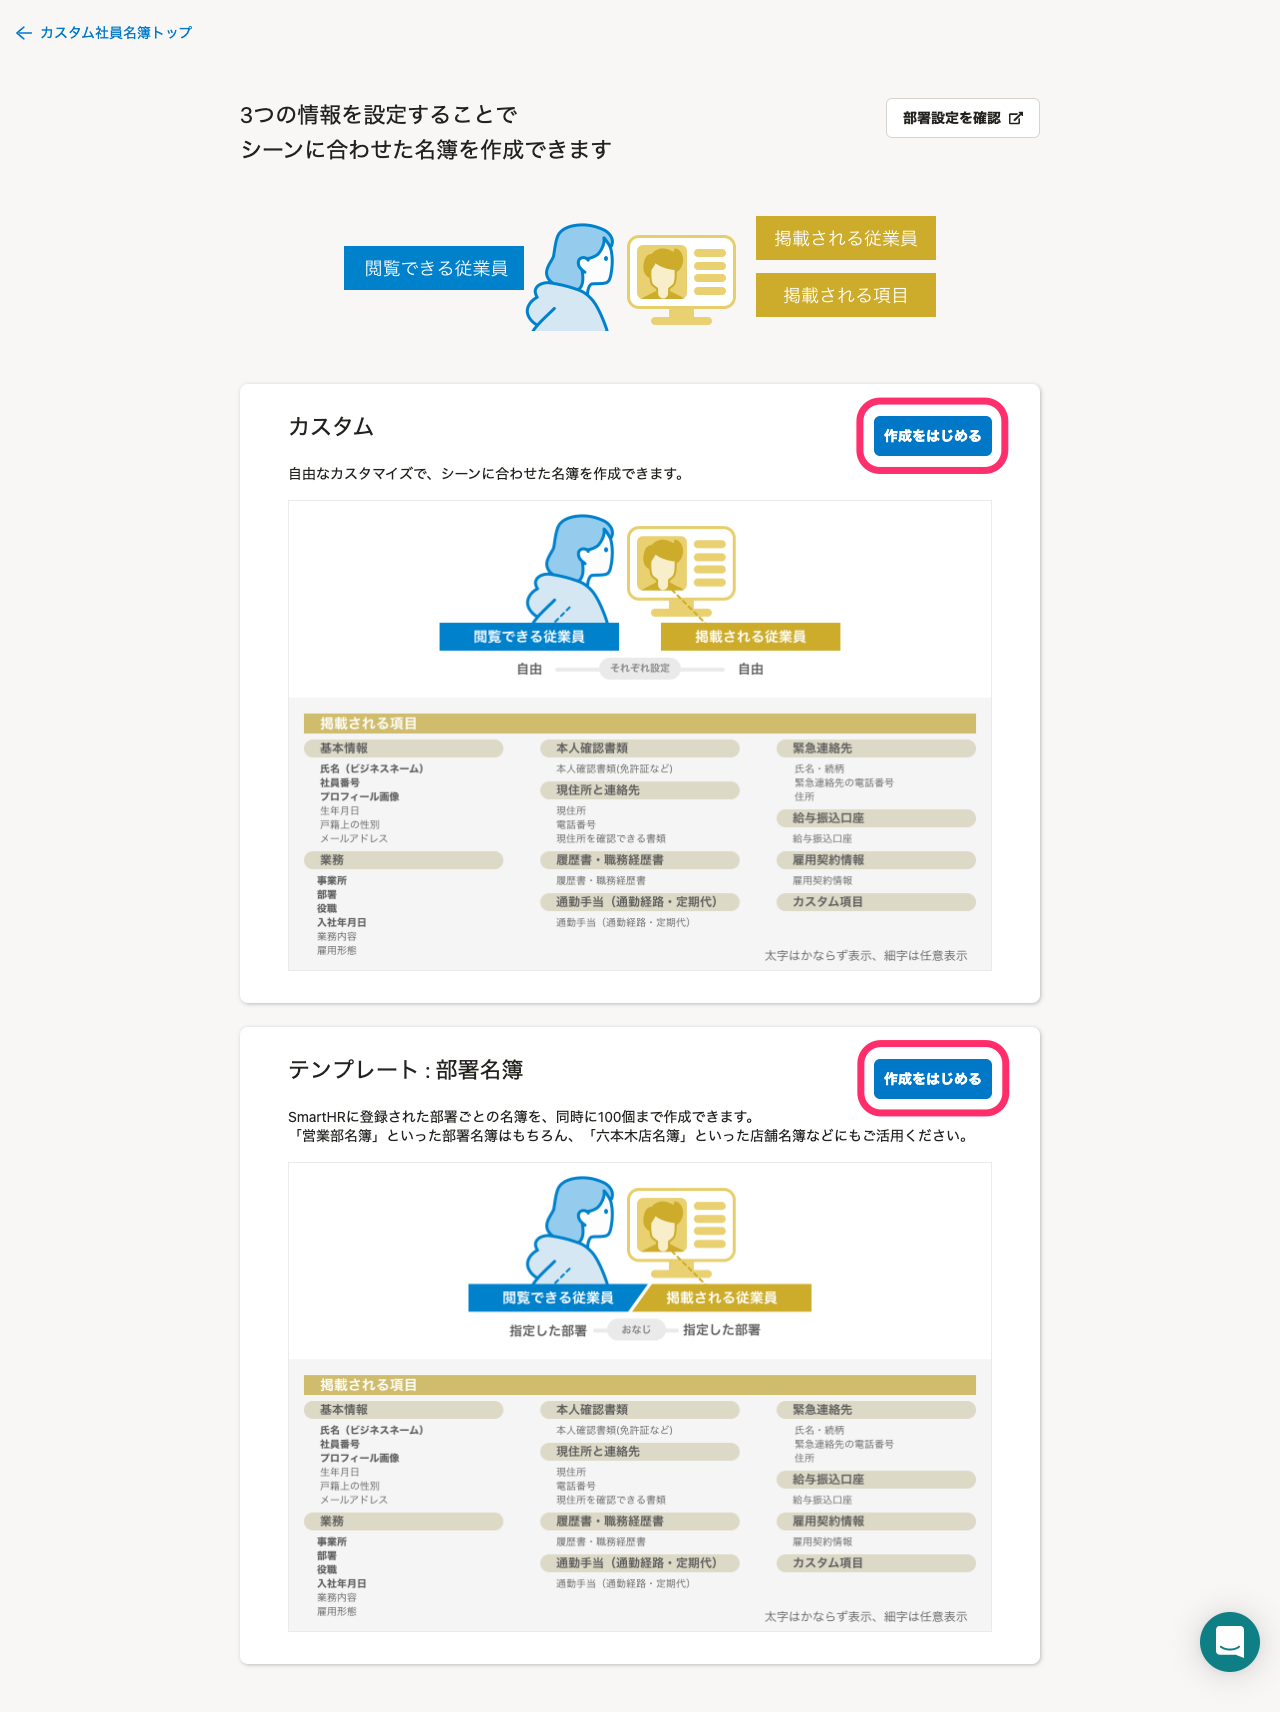 カスタム社員名簿トップ
3つの情報を設定することで
シーンに合わせた名簿を作成できます
部署設定を確認
閲覧できる従業員
掲載される従業員
掲載される項目
カスタム
作成をはじめる
自由なカスタマイズで、シーンに合わせた名簿を作成できます。
閲覧できる従業員
掲載される従業員
自由
それぞれ設定
自由
掲載される項目
基本情報
氏名（ビジネスネーム）
社員番号
プロフィール画像
生年月日
戸籍上の性別
メールアドレス
業務
事業所
部署
役職
入社年月日
業務内容
雇用形態
本人確認書類
本人確認書類(免許証など)
現住所と連絡先
現住所
電話番号
現住所を確認できる書類
履歴書・職務経歴書
履歴書・職務経歴書
通勤手当（通勤経路・定期代）
通勤手当（通勤経路・定期代）
緊急連絡先
氏名・続柄
緊急連絡先の電話番号
住所
給与振込口座
給与振込口座
雇用契約情報
雇用契約情報
カスタム項目
太字はかならず表示、細字は任意表示
テンプレート : 部署名簿
作成をはじめる
SmartHRに登録された部署ごとの名簿を、同時に100個まで作成できます。
「営業部名簿」といった部署名簿はもちろん、「六本木店名簿」といった店舗名簿などにもご活用ください。
閲覧できる従業員
掲載される従業員
指定した部署
おなじ
指定した部署
掲載される項目
基本情報
氏名（ビジネスネーム）
社員番号
プロフィール画像
生年月日
戸籍上の性別
メールアドレス
業務
事業所
部署
役職
入社年月日
業務内容
雇用形態
本人確認書類
本人確認書類(免許証など)
現住所と連絡先
現住所
電話番号
現住所を確認できる書類
履歴書・職務経歴書
履歴書・職務経歴書
通勤手当（通勤経路・定期代）
通勤手当（通勤経路・定期代）
緊急連絡先
氏名・続柄
緊急連絡先の電話番号
住所
給与振込口座
給与振込口座
雇用契約情報
雇用契約情報
カスタム項目
太字はかならず表示、細字は任意表示